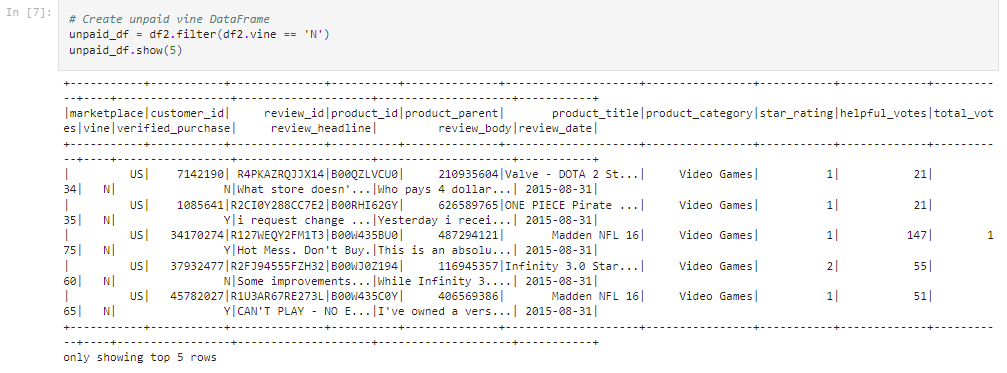 In [7]:
# Create unpaid vine DataFrame
unpaid_df = df2.filter(df2.vine == 'N')
unpaid_df.show(5)
+-----------+-----------+--------------+----------+--------------+--------------------+----------------+-----------+-------------+---------
--+----+-----------------+--------------------+--------------------+-----------+
|marketplace|customer_id|     review_id|product_id|product_parent|       product_title|product_category|star_rating|helpful_votes|total_vot
es|vine|verified_purchase|     review_headline|         review_body|review_date|
+-----------+-----------+--------------+----------+--------------+--------------------+----------------+-----------+-------------+---------
--+----+-----------------+--------------------+--------------------+-----------+
|         US|    7142190| R4PKAZRQJJX14|B00QZLVCU0|     210935604|Valve - DOTA 2 St...|     Video Games|          1|           21|
34|   N|                N|What store doesn'...|Who pays 4 dollar...| 2015-08-31|
|         US|    1085641|R2CI0Y288CC7E2|B00RHI62GY|     626589765|ONE PIECE Pirate ...|     Video Games|          1|           21|
35|   N|                Y|i request change ...|Yesterday i recei...| 2015-08-31|
|         US|   34170274|R127WEQY2FM1T3|B00W435BU0|     487294121|       Madden NFL 16|     Video Games|          1|          147|        1
75|   N|                Y|Hot Mess. Don't Buy.|This is an absolu...| 2015-08-31|
|         US|   37932477|R2FJ94555FZH32|B00WJ0Z194|     116945357|Infinity 3.0 Star...|     Video Games|          2|           55|
60|   N|                N|Some improvements...|While Infinity 3....| 2015-08-31|
|         US|   45782027|R1U3AR67RE273L|B00W435C0Y|     406569386|       Madden NFL 16|     Video Games|          1|           51|
65|   N|                Y|CAN'T PLAY - NO E...|I've owned a vers...| 2015-08-31|
+-----------+-----------+--------------+----------+--------------+--------------------+----------------+-----------+-------------+---------
--+----+-----------------+--------------------+--------------------+-----------+
only showing top 5 rows